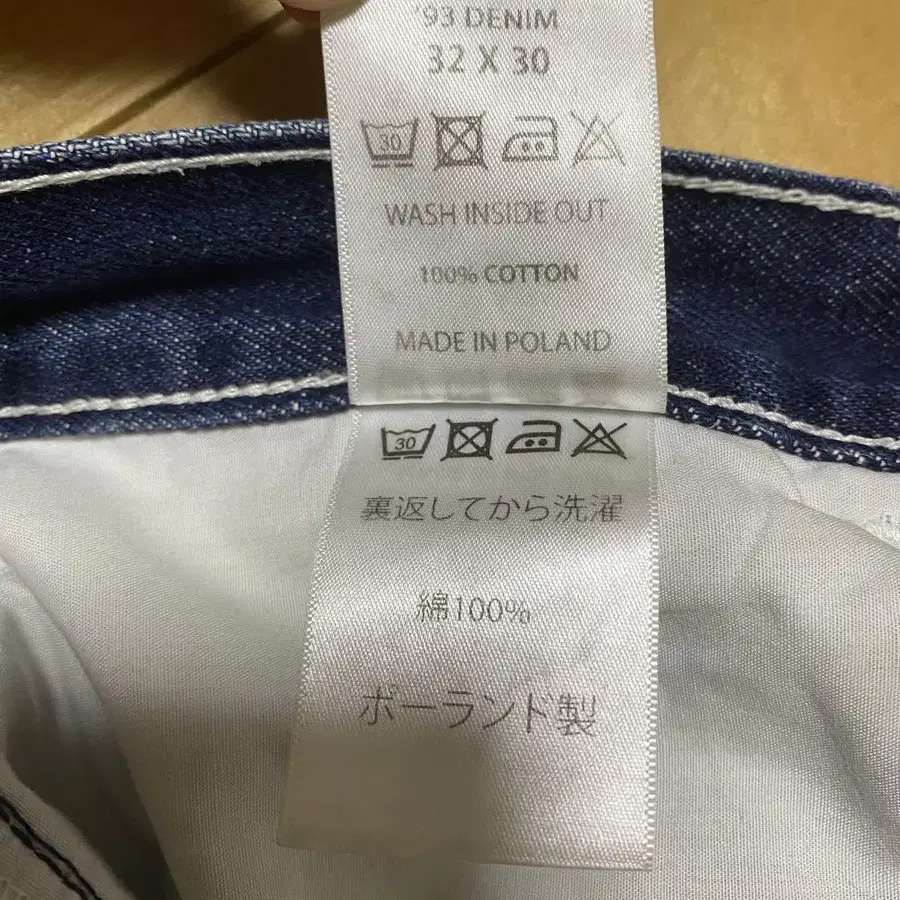 '93 DENIM
32 X 30
30
WASH INSIDE OUT
100% COTTON
MADE IN POLAND
30
裏返してから洗濯
綿100%
ポーランド製